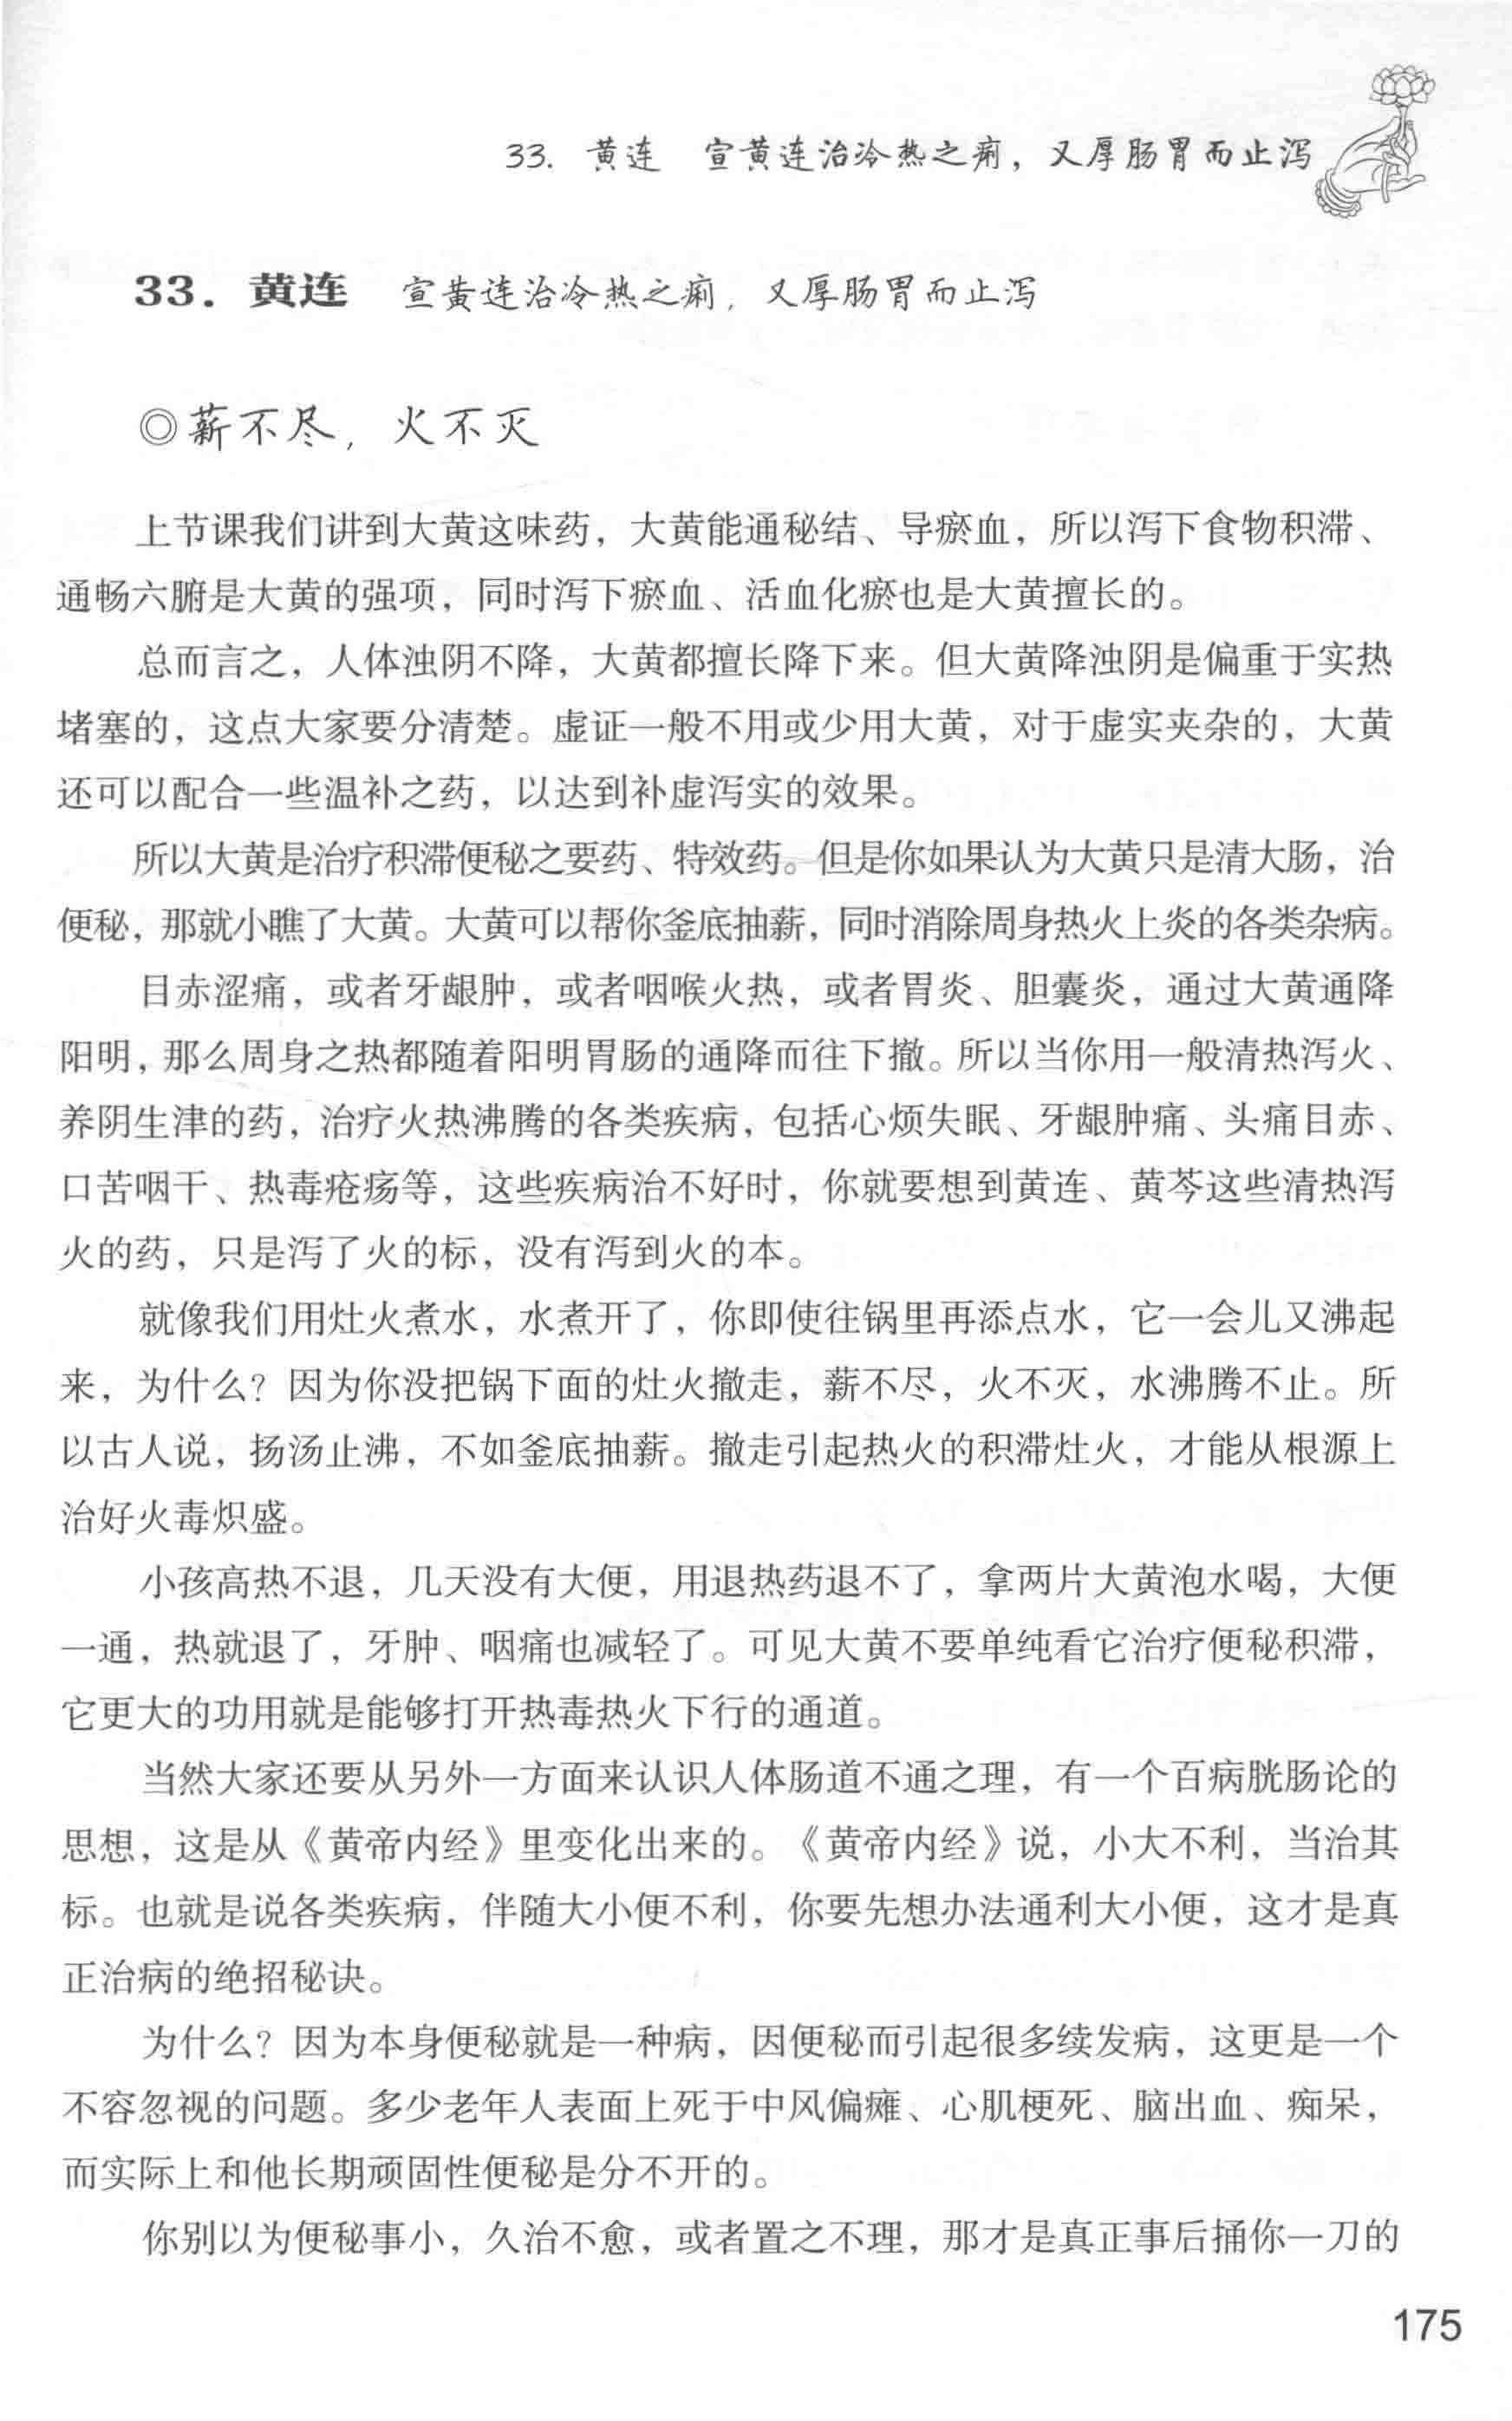 33. 黄连 宣黄连治冷热之痢，又厚肠胃而止泻
33. 黄连 宣黄连治冷热之痢，又厚肠胃而止泻
◎薪不尽，火不灭
上节课我们讲到大黄这味药，大黄能通秘结、导瘀血，所以泻下食物积滞、
通畅六腑是大黄的强项，同时泻下瘀血、活血化瘀也是大黄擅长的。
总而言之，人体浊阴不降，大黄都擅长降下来。但大黄降浊阴是偏重于实热
堵塞的，这点大家要分清楚。虚证一般不用或少用大黄，对于虚实夹杂的，大黄
还可以配合一些温补之药，以达到补虚泻实的效果。
所以大黄是治疗积滞便秘之要药、特效药。但是你如果认为大黄只是清大肠，治
便秘，那就小瞧了大黄。大黄可以帮你釜底抽薪，同时消除周身热火上炎的各类杂病。
目赤涩痛，或者牙龈肿，或者咽喉火热，或者胃炎、胆囊炎，通过大黄通降
阳明，那么周身之热都随着阳明胃肠的通降而往下撤。所以当你用一般清热泻火、
养阴生津的药，治疗火热沸腾的各类疾病，包括心烦失眠、牙龈肿痛、头痛目赤、
口苦咽干、热毒疮疡等，这些疾病治不好时，你就要想到黄连、黄芩这些清热泻
火的药，只是泻了火的标，没有泻到火的本。
就像我们用灶火煮水，水煮开了，你即使往锅里再添点水，它一会儿又沸起
来，为什么？因为你没把锅下面的灶火撤走，薪不尽，火不灭，水沸腾不止。所
以古人说，扬汤止沸，不如釜底抽薪。撤走引起热火的积滞灶火，才能从根源上
治好火毒炽盛。
小孩高热不退，几天没有大便，用退热药退不了，拿两片大黄泡水喝，大便
一通，热就退了，牙肿、咽痛也减轻了。可见大黄不要单纯看它治疗便秘积滞，
它更大的功用就是能够打开热毒热火下行的通道。
当然大家还要从另外一方面来认识人体肠道不通之理，有一个百病胱肠论的
思想，这是从《黄帝内经》里变化出来的。《黄帝内经》说，小大不利，当治其
标。也就是说各类疾病，伴随大小便不利，你要先想办法通利大小便，这才是真
正治病的绝招秘诀。
为什么？因为本身便秘就是一种病，因便秘而引起很多续发病，这更是一个
不容忽视的问题。多少老年人表面上死于中风偏瘫、心肌梗死、脑出血、痴呆，
而实际上和他长期顽固性便秘是分不开的。
你别以为便秘事小，久治不愈，或者置之不理，那才是真正事后捅你一刀的
175